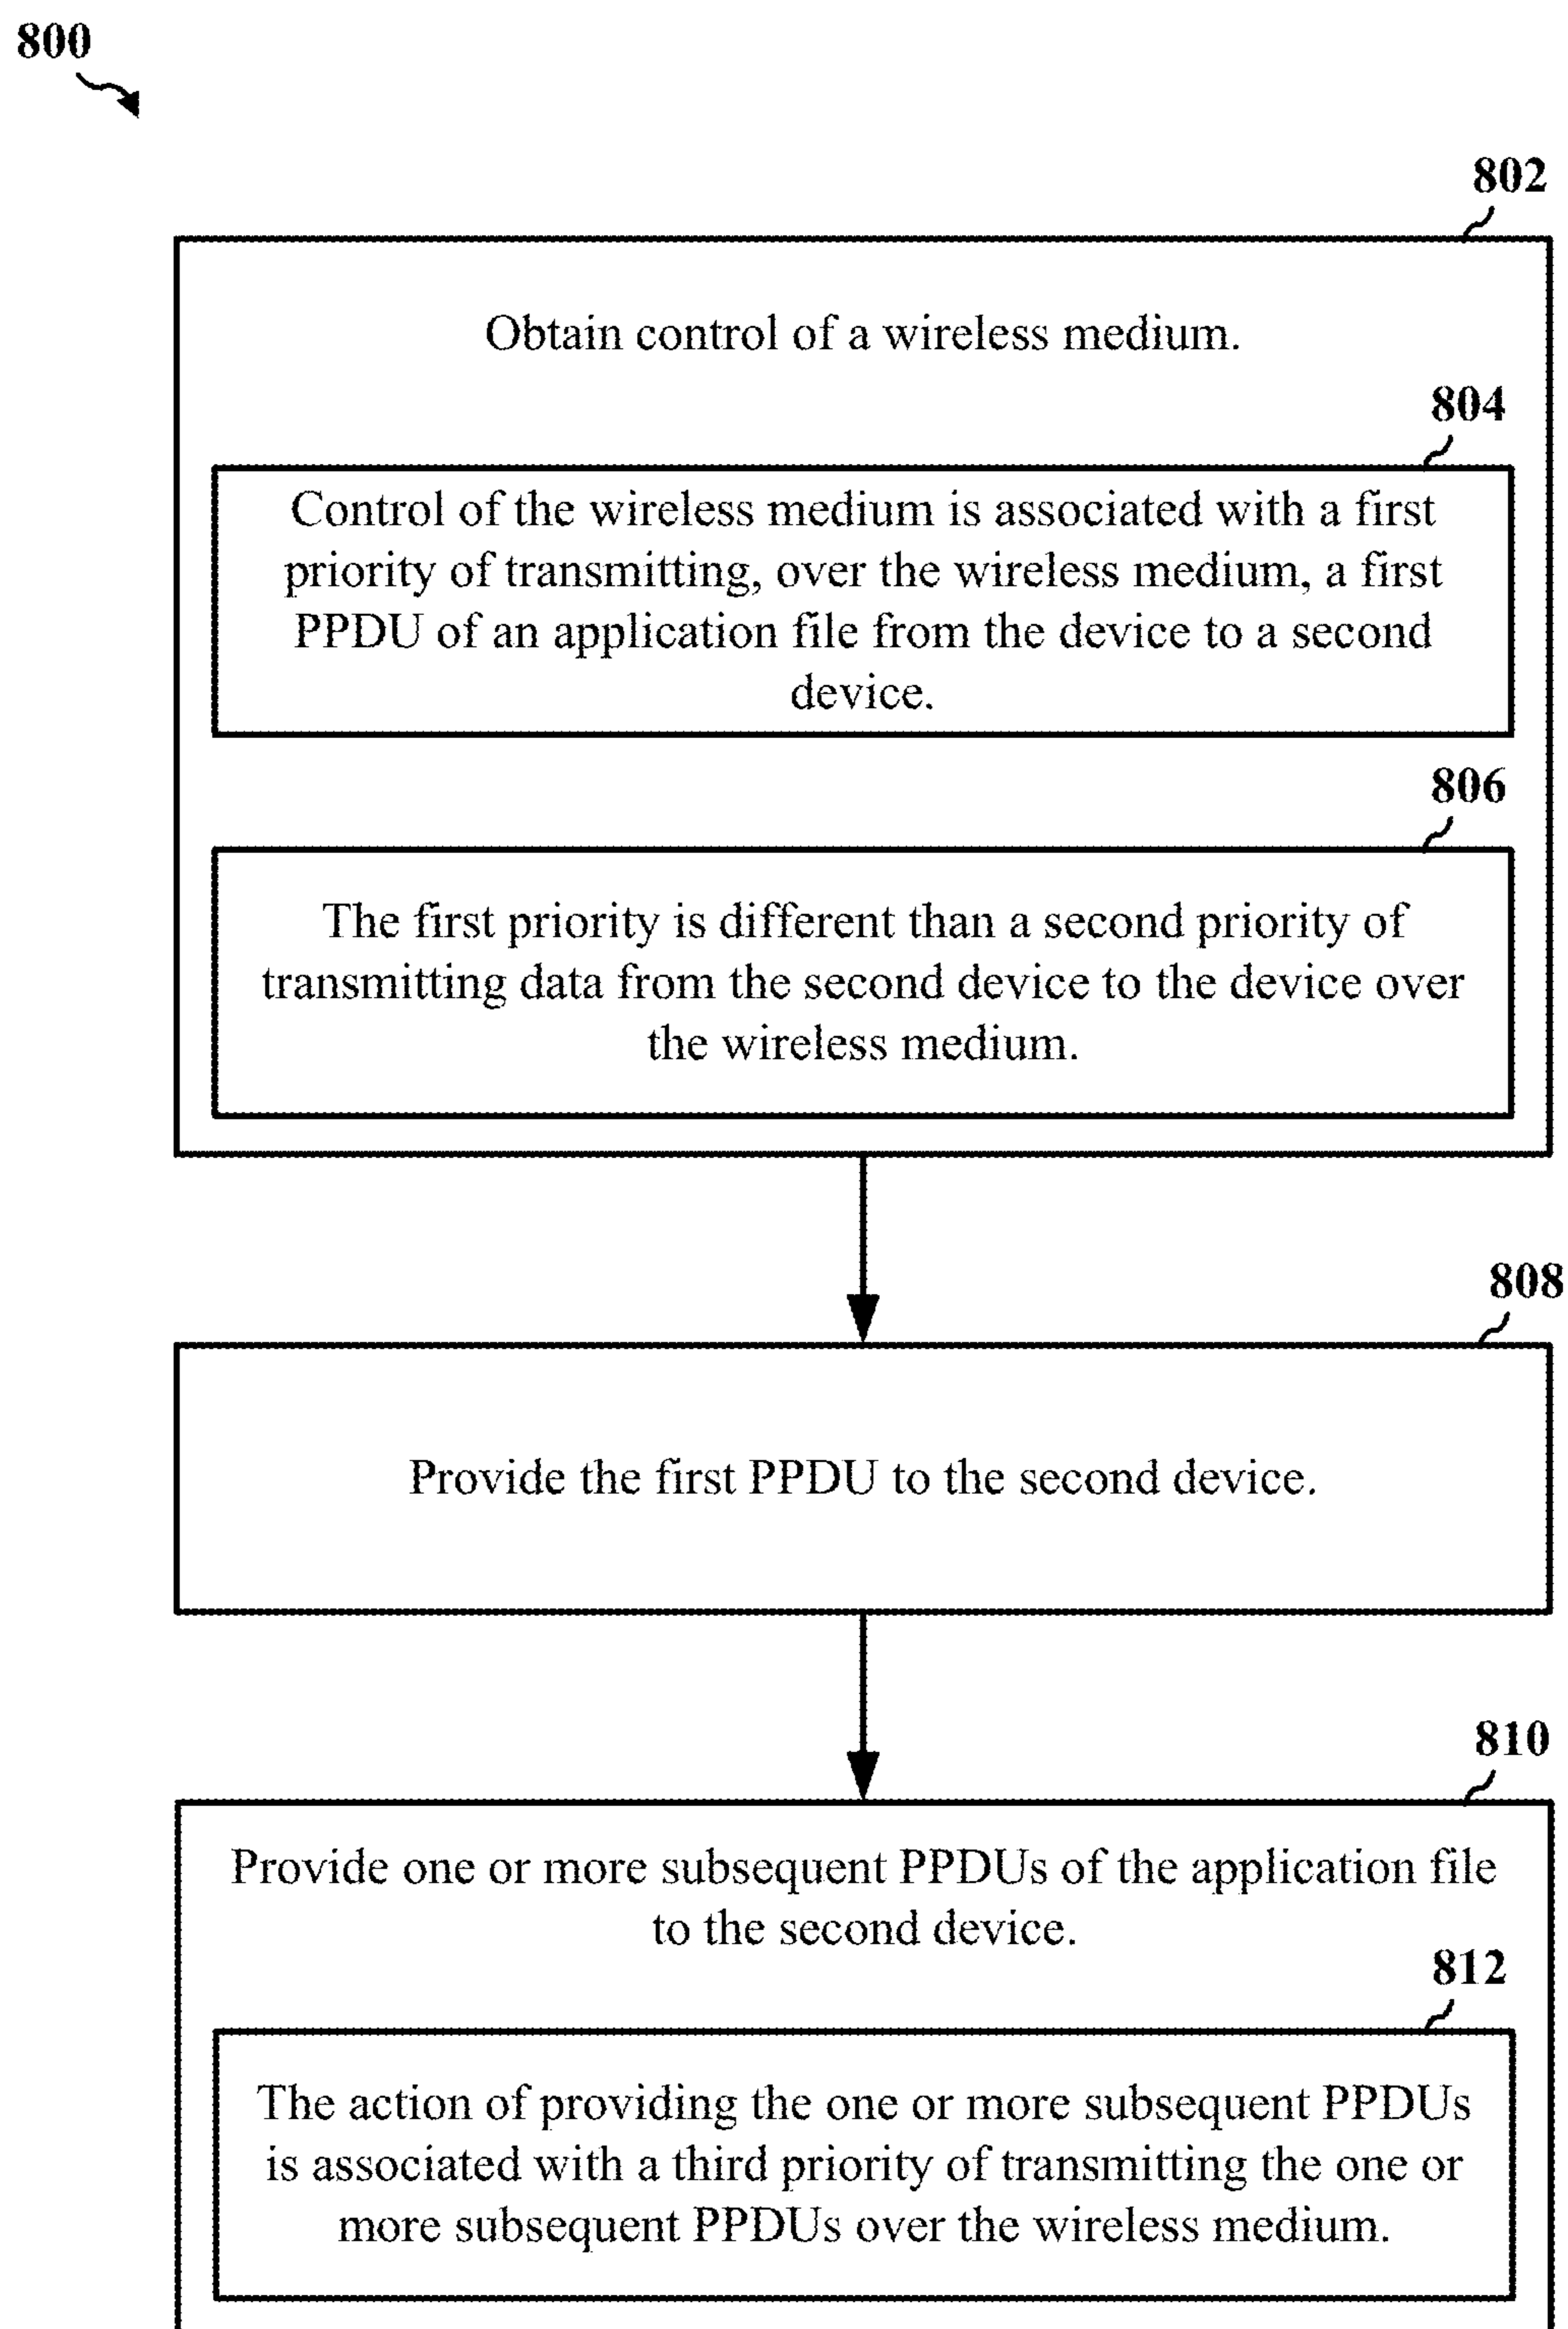 800
802
Obtain control of a wireless medium.
804
Control of the wireless medium is associated with a first
priority of transmitting, over the wireless medium, a first
PPDU of an application file from the device to a second
device.
806
The first priority is different than a second priority of
transmitting data from the second device to the device over
the wireless medium.
808
Provide the first PPDU to the second device.
810
Provide one or more subsequent PPDUs of the application file
to the second device.
812
The action of providing the one or more subsequent PPDUs
is associated with a third priority of transmitting the one or
more subsequent PPDUs over the wireless medium.